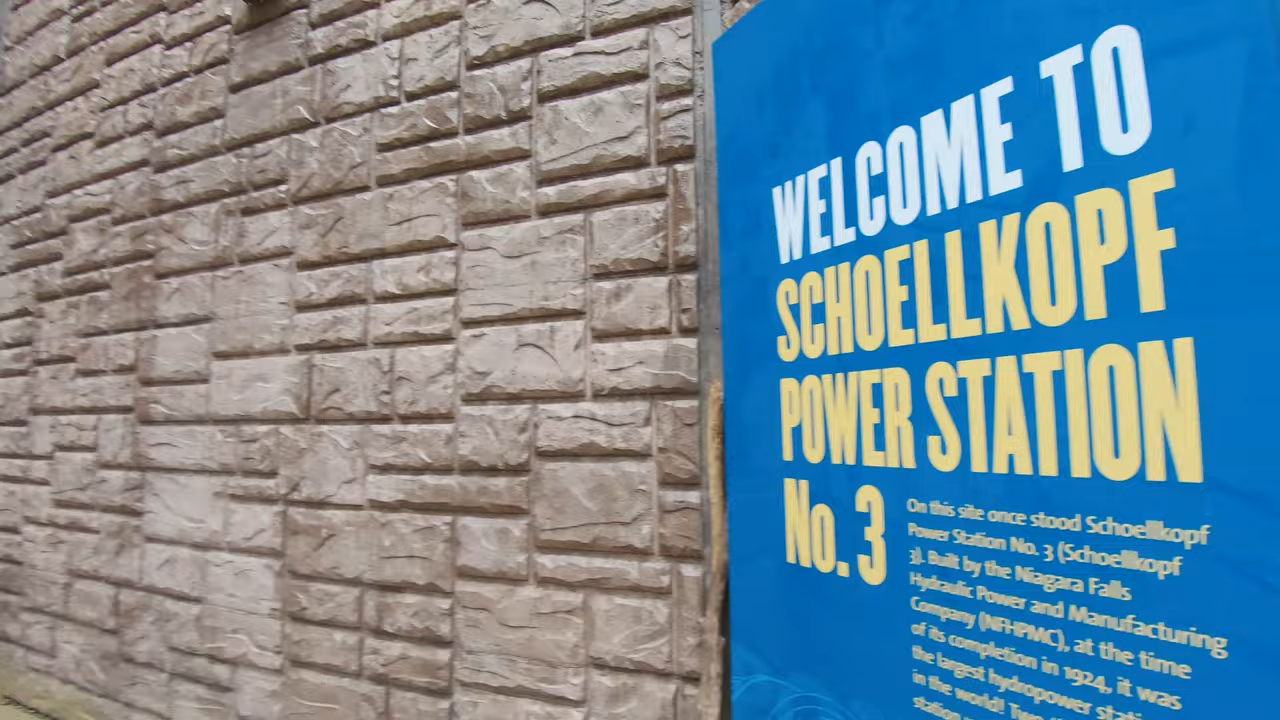 WELCOME TO
SCHOELLKOPF
POWER STATION
No. 3
On this site once stood Schoellkopf
Power Station No. 3 (Schoellkopf
3). Built by the Niagara Falls
Hydraulic Power and Manufacturing
Company (NFHPMC), at the time
of its completion in 1924, it was
the largest hydropower
in the world!